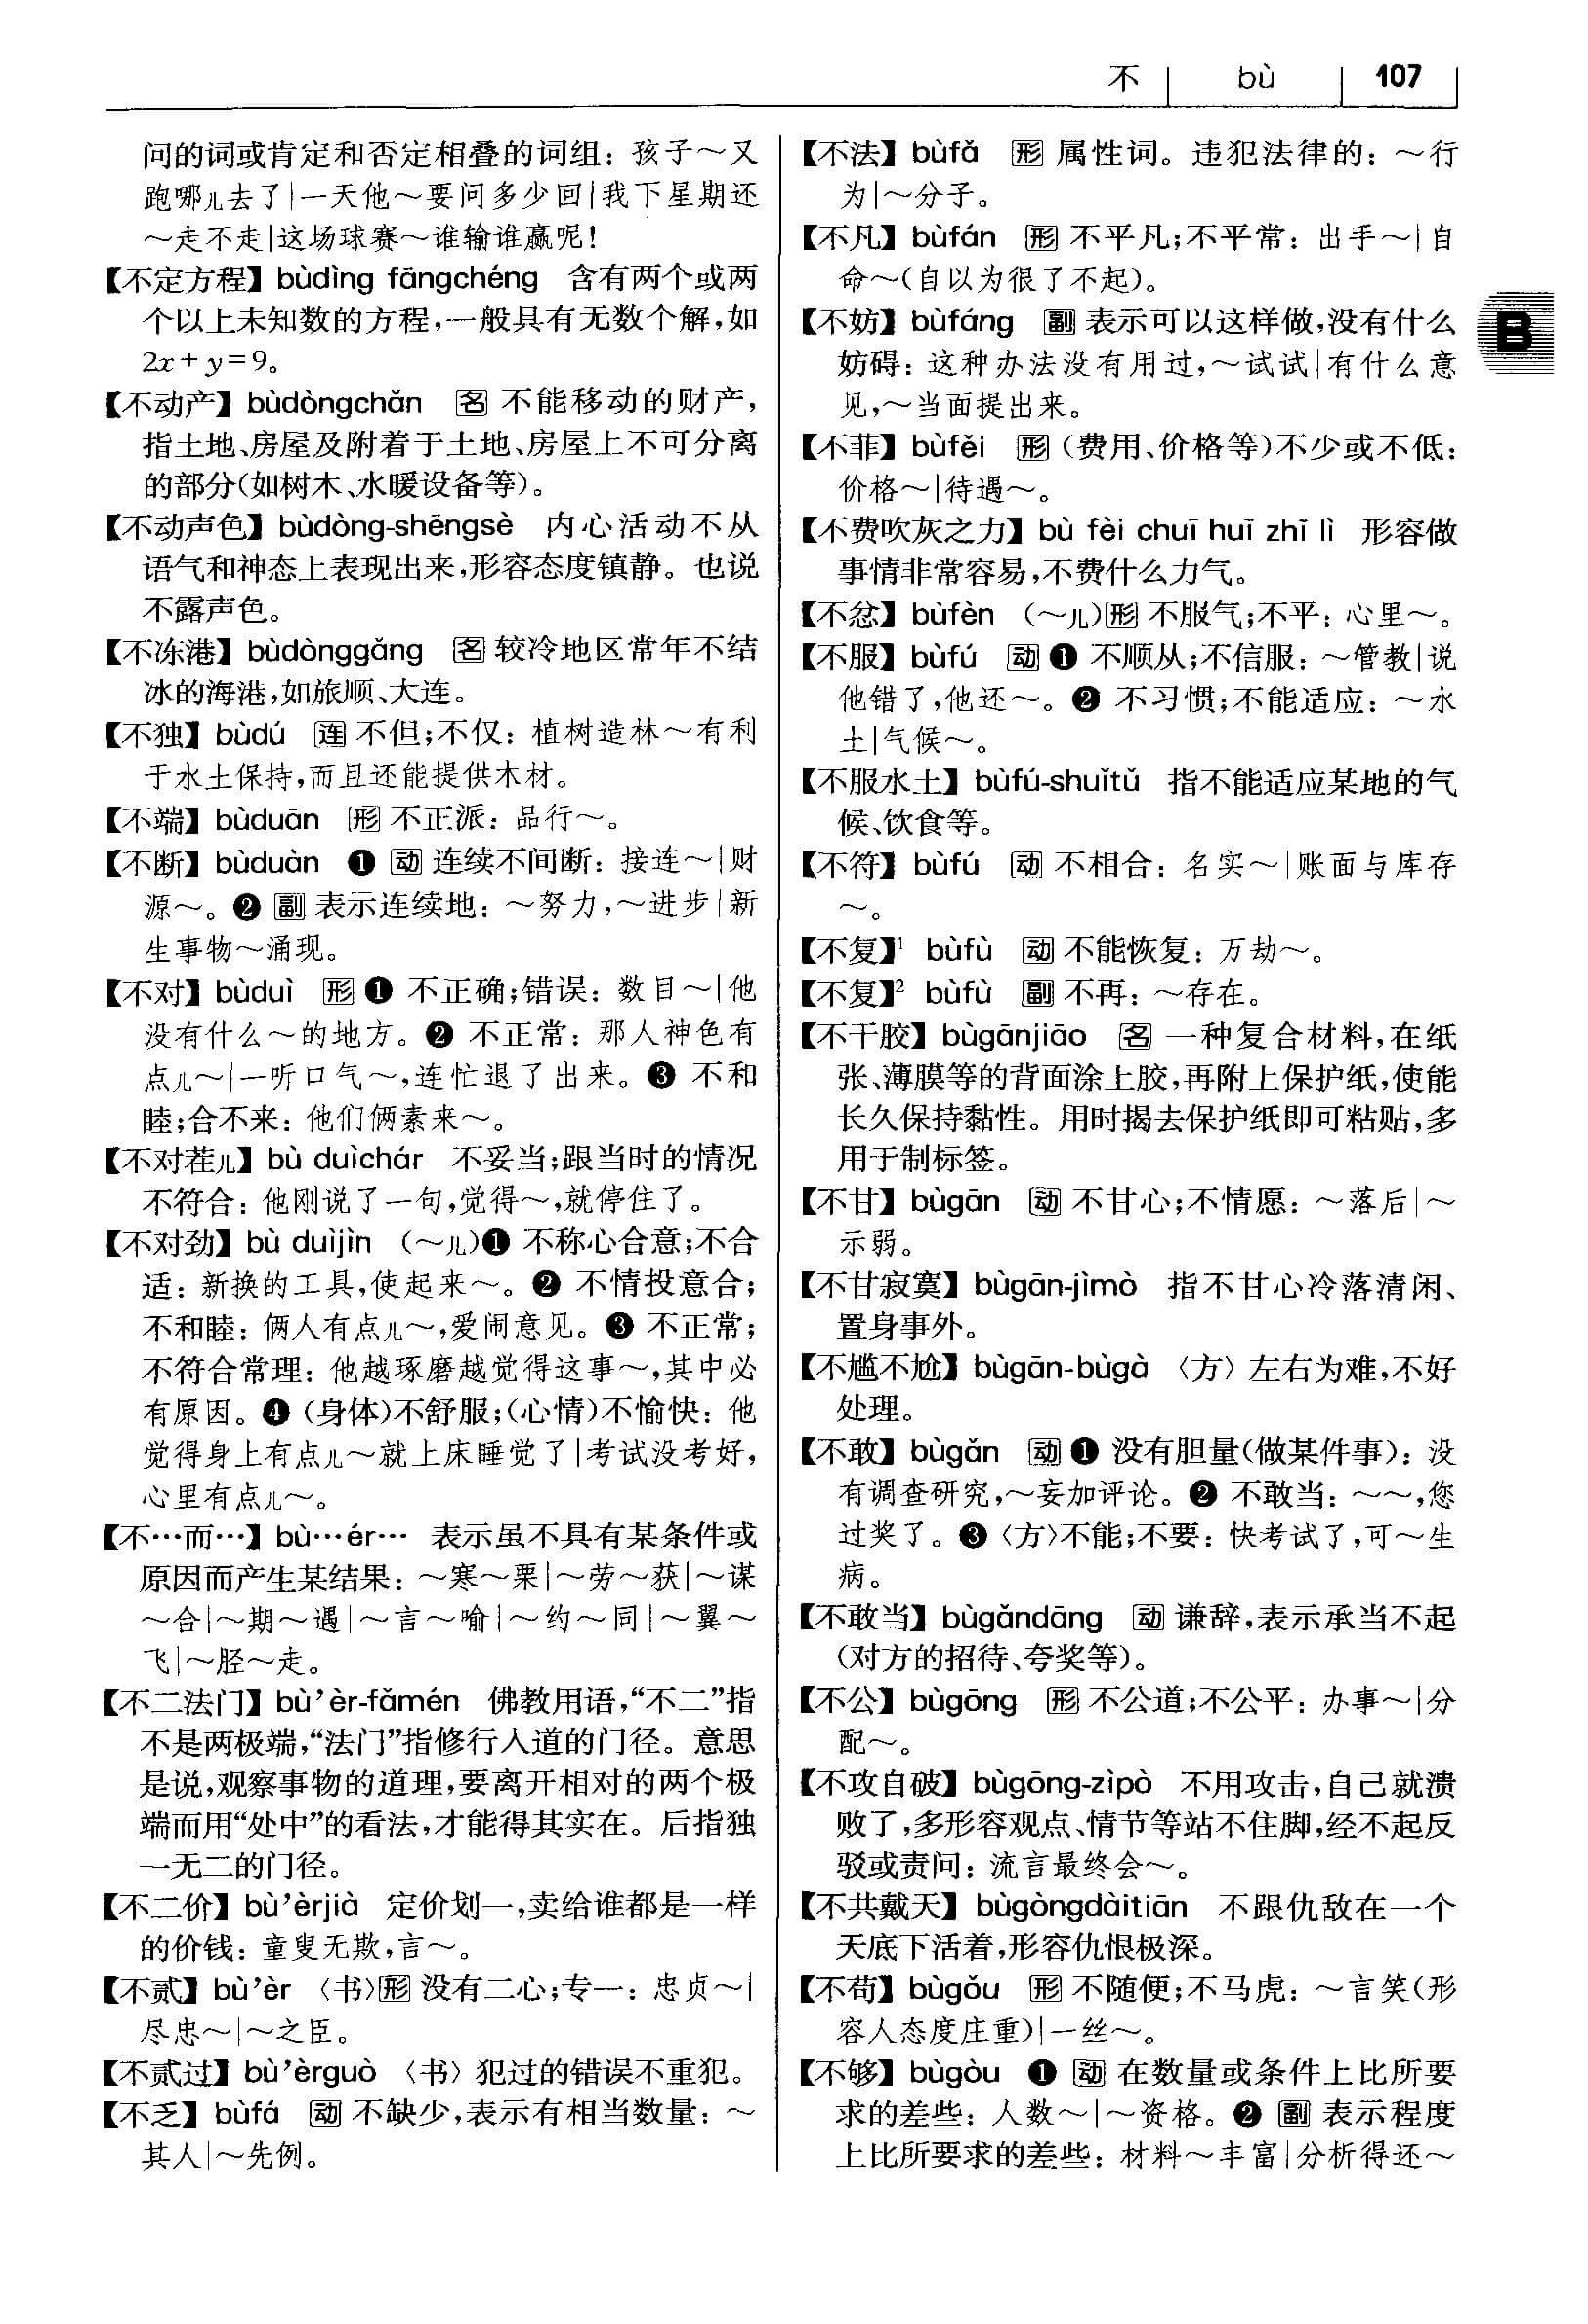 不 bù 107
问的词或肯定和否定相叠的词组：孩子～又
跑哪儿去了|一天他～要问多少回|我下星期还
～走不走|这场球赛～谁输谁赢呢！
【不定方程】bùdìng fāngchéng 含有两个或两
个以上未知数的方程，一般具有无数个解，如
2x＋y＝9。
【不动产】bùdòngchǎn 名 不能移动的财产，
指土地、房屋及附着于土地、房屋上不可分离
的部分（如树木、水暖设备等）。
【不动声色】bùdòng-shēngsè 内心活动不从
语气和神态上表现出来，形容态度镇静。也说
不露声色。
【不冻港】bùdònggǎng 名 较冷地区常年不结
冰的海港，如旅顺、大连。
【不独】bùdú 连 不但；不仅：植树造林～有利
于水土保持，而且还能提供木材。
【不端】bùduān 形 不正派：品行～。
【不断】bùduàn ❶ 动 连续不间断：接连～|财
源～。❷ 副 表示连续地：～努力，～进步|新
生事物～涌现。
【不对】bùduì 形 ❶ 不正确；错误：数目～|他
没有什么～的地方。❷ 不正常：那人神色有
点儿～|一听口气～，连忙退了出来。❸ 不和
睦；合不来：他们俩素来～。
【不对茬儿】bù duìchár 不妥当；跟当时的情况
不符合：他刚说了一句，觉得～，就停住了。
【不对劲】bù duìjìn （～儿）❶ 不称心合意；不合
适：新换的工具，使起来～。❷ 不情投意合；
不和睦：俩人有点儿～，爱闹意见。❸ 不正常；
不符合常理：他越琢磨越觉得这事～，其中必
有原因。❹（身体）不舒服；（心情）不愉快：他
觉得身上有点儿～就上床睡觉了|考试没考好，
心里有点儿～。
【不…而…】bù…ér… 表示虽不具有某条件或
原因而产生某结果：～寒～栗|～劳～获|～谋
～合|～期～遇|～言～喻|～约～同|～翼～
飞|～胫～走。
【不二法门】bù’èr-fǎmén 佛教用语，“不二”指
不是两极端，“法门”指修行入道的门径。意思
是说，观察事物的道理，要离开相对的两个极
端而用“处中”的看法，才能得其实在。后指独
一无二的门径。
【不二价】bù’èrjià 定价划一，卖给谁都是一样
的价钱：童叟无欺，言～。
【不贰】bù’èr 〈书〉形 没有二心；专一：忠贞～|
尽忠～|～之臣。
【不贰过】bù’èrguò 〈书〉犯过的错误不重犯。
【不乏】bùfá 动 不缺少，表示有相当数量：～
其人|～先例。
【不法】bùfǎ 形 属性词。违犯法律的：～行
为|～分子。
【不凡】bùfán 形 不平凡；不平常：出手～|自
命～（自以为很了不起）。
【不妨】bùfáng 副 表示可以这样做，没有什么
妨碍：这种办法没有用过，～试试|有什么意
见，～当面提出来。
B
【不菲】bùfěi 形（费用、价格等）不少或不低：
价格～|待遇～。
【不费吹灰之力】bù fèi chuī huī zhī lì 形容做
事情非常容易，不费什么力气。
【不忿】bùfèn （～儿）形 不服气；不平：心里～。
【不服】bùfú 动 ❶ 不顺从；不信服：～管教|说
他错了，他还～。❷ 不习惯；不能适应：～水
土|气候～。
【不服水土】bùfú-shuǐtǔ 指不能适应某地的气
候、饮食等。
【不符】bùfú 动 不相合：名实～|账面与库存
～。
【不复】¹ bùfù 动 不能恢复：万劫～。
【不复】² bùfù 副 不再：～存在。
【不干胶】bùgānjiāo 名 一种复合材料，在纸
张、薄膜等的背面涂上胶，再附上保护纸，使能
长久保持黏性。用时揭去保护纸即可粘贴，多
用于制标签。
【不甘】bùgān 动 不甘心；不情愿：～落后|～
示弱。
【不甘寂寞】bùgān-jìmò 指不甘心冷落清闲、
置身事外。
【不尴不尬】bùgān-bùgà 〈方〉左右为难，不好
处理。
【不敢】bùgǎn 动 ❶ 没有胆量（做某件事）：没
有调查研究，～妄加评论。❷ 不敢当：～～，您
过奖了。❸〈方〉不能；不要：快考试了，可～生
病。
【不敢当】bùgǎndāng 动 谦辞，表示承当不起
（对方的招待、夸奖等）。
【不公】bùgōng 形 不公道；不公平：办事～|分
配～。
【不攻自破】bùgōng-zìpò 不用攻击，自己就溃
败了，多形容观点、情节等站不住脚，经不起反
驳或责问：流言最终会～。
【不共戴天】bùgòngdàitiān 不跟仇敌在一个
天底下活着，形容仇恨极深。
【不苟】bùgǒu 形 不随便；不马虎：～言笑（形
容人态度庄重）|一丝～。
【不够】bùgòu ❶ 动 在数量或条件上比所要
求的差些：人数～|～资格。❷ 副 表示程度
上比所要求的差些：材料～丰富|分析得还～